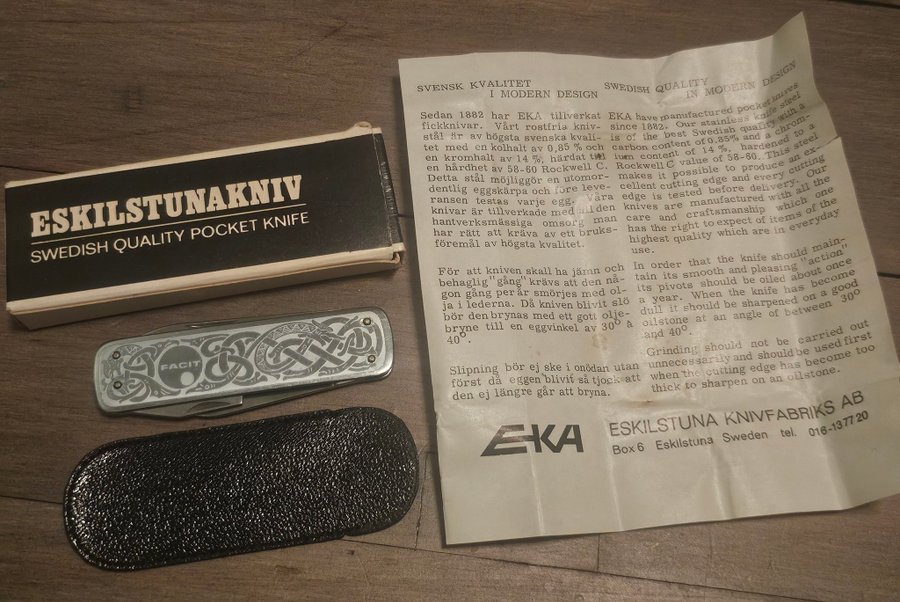 ESKILSTUNAKNIV
SWEDISH QUALITY POCKET KNIFE
FACIT
SVENSK KVALITET
I MODERN DESIGN
Sedan 1882 har EKA tillverkat
fickknivar. Vårt rostfria kniv-
stål är av högsta svenska kvali-
tet med en kolhalt av 0,85 % och
en kromhalt av 14 %, härdat till
en hårdhet av 58-60 Rockwell C.
Detta stål möjliggör en utomor-
dentlig eggskärpa och före leve-
ransen testas varje egg. Våra
knivar är tillverkade med all den
hantverksmässiga omsorg man
har rätt att kräva av ett bruks-
föremål av högsta kvalitet.
För att kniven skall ha jämn och
behaglig "gång" krävs att den nå-
gon gång per år smörjes med ol-
ja i lederna. Då kniven blivit slö
bör den brynas med ett gott olje-
bryne till en eggvinkel av 30° à
40°.
Slipning bör ej ske i onödan utan
först då eggen blivit så tjock att
den ej längre går att bryna.
SWEDISH QUALITY
IN MODERN DESIGN
EKA have manufactured pocket knives
since 1882. Our stainless knife steel
is of the best Swedish quality with a
carbon content of 0.85% and a chrom-
ium content of 14 %, hardened to a
Rockwell C value of 58-60. This steel
makes it possible to produce an ex-
cellent cutting edge and every cutting
edge is tested before delivery. Our
knives are manufactured with all the
care and craftsmanship which one
has the right to expect of items of the
highest quality which are in everyday
use.
In order that the knife should main-
tain its smooth and pleasing "action"
its pivots should be oiled about once
a year. When the knife has become
dull it should be sharpened on a good
oilstone at an angle of between 30°
and 40°.
Grinding should not be carried out
unnecessarily and should be used first
when the cutting edge has become too
thick to sharpen on an oilstone.
EKA
ESKILSTUNA KNIVFABRIKS AB
Box 6 Eskilstuna Sweden tel. 016-137720